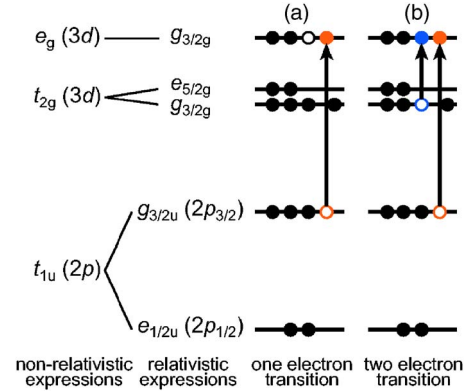 (a) (b)
e_g (3d) g_3/2g
t_2g (3d) e_5/2g
g_3/2g
g_3/2u (2p_3/2)
t_1u (2p)
e_1/2u (2p_1/2)
non-relativistic relativistic one electron two electron
expressions expressions transition transition